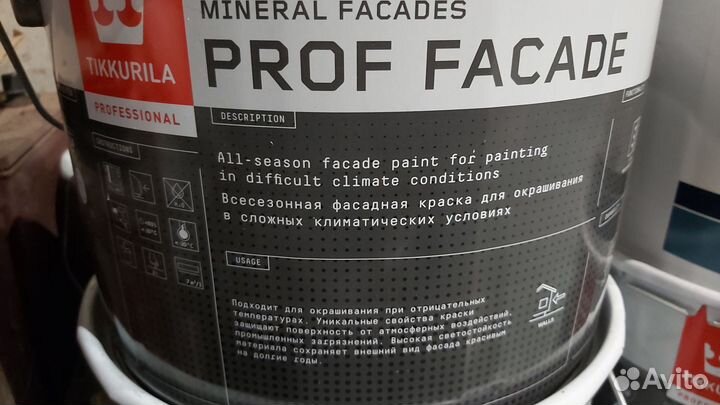 MINERAL FACADES
TIKKURILA
PROF FACADE
PROFESSIONAL
DESCRIPTION
INSTRUCTIONS
All-season facade paint for painting
in difficult climate conditions
Всесезонная фасадная краска для окрашивания
в сложных климатических условиях
USAGE
Подходит для окрашивания при отрицательных
температурах. Уникальные свойства краски
защищают поверхность от атмосферных воздействий,
промышленных загрязнений. Высокая светостойкость
материала сохраняет внешний вид фасада красивым
на долгие годы.
WALLS
TIKKU
Avito